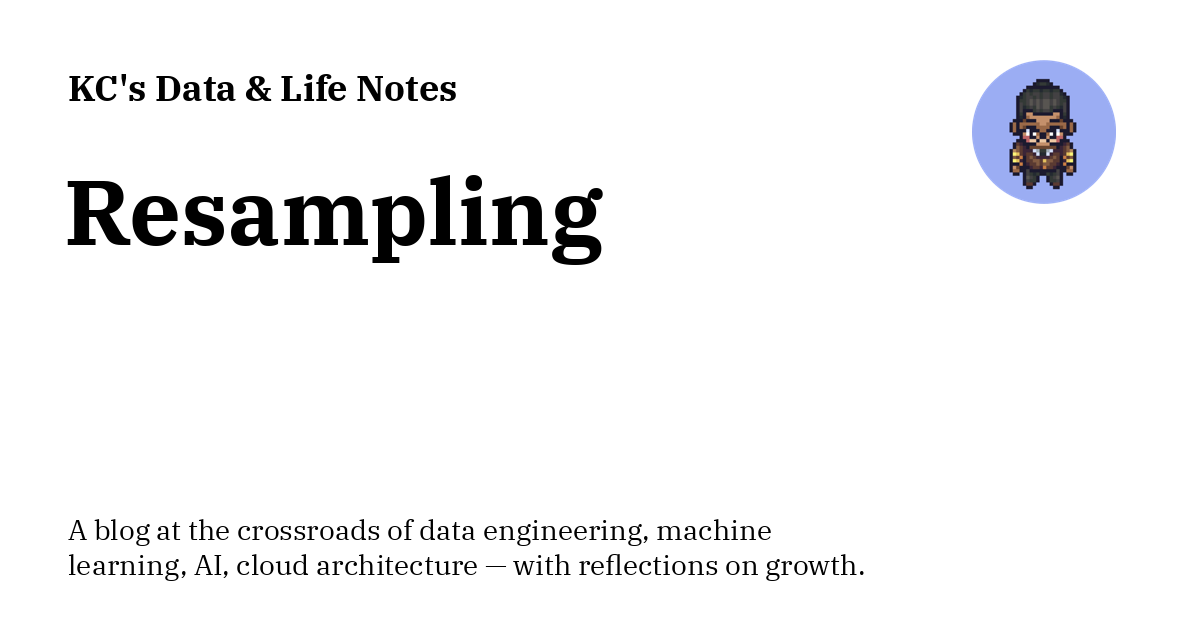 KC's Data & Life Notes
Resampling
A blog at the crossroads of data engineering, machine
learning, AI, cloud architecture — with reflections on growth.